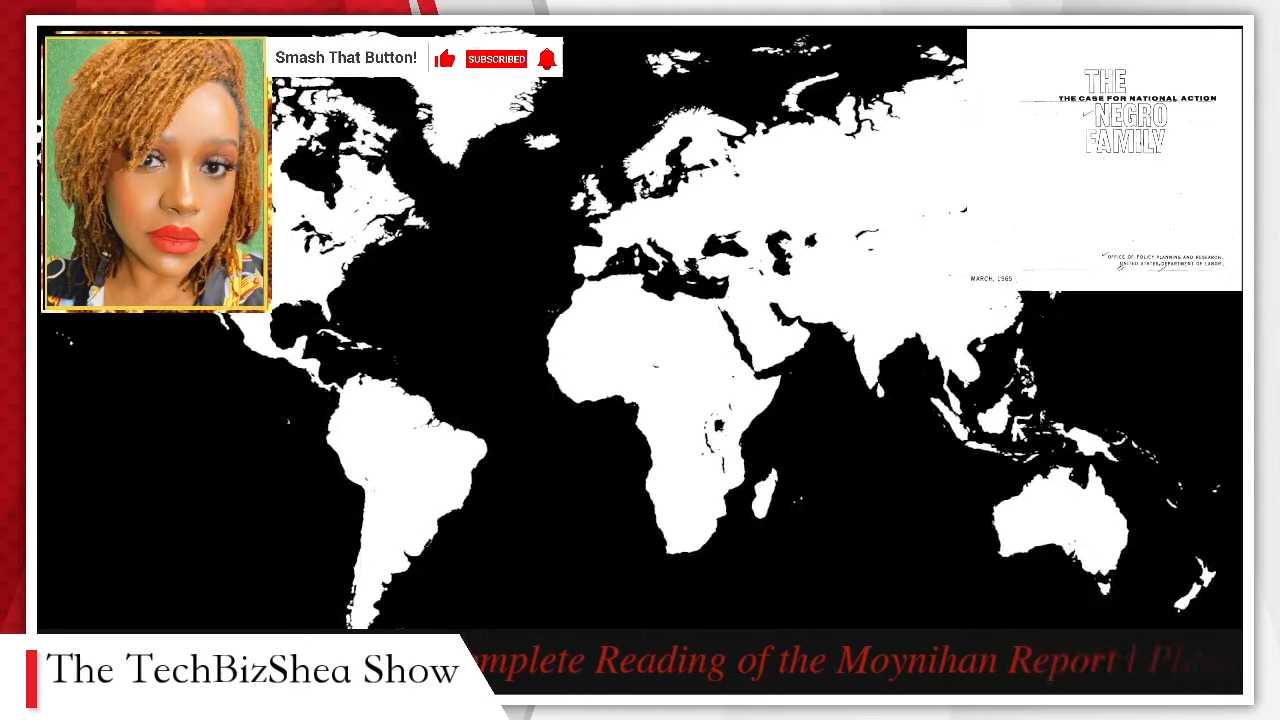 Smash That Button!
SUBSCRIBED
THE
THE CASE FOR NATIONAL ACTION
NEGRO
FAMILY
OFFICE OF POLICY PLANNING AND RESEARCH
UNITED STATES DEPARTMENT OF LABOR
MARCH, 1965
The TechBizShea Show
mplete Reading of the Moynihan Report